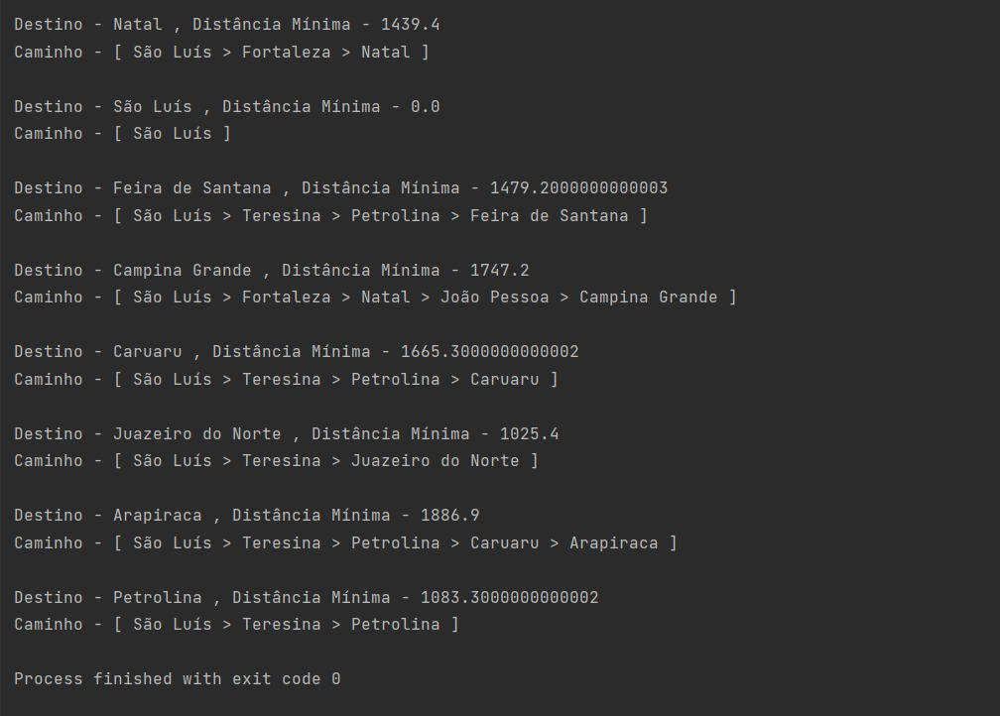 Destino - Natal , Distância Mínima - 1439.4
Caminho - [ São Luís > Fortaleza > Natal ]
Destino - São Luís , Distância Mínima - 0.0
Caminho - [ São Luís ]
Destino - Feira de Santana , Distância Mínima - 1479.2000000000003
Caminho - [ São Luís > Teresina > Petrolina > Feira de Santana ]
Destino - Campina Grande , Distância Mínima - 1747.2
Caminho - [ São Luís > Fortaleza > Natal > João Pessoa > Campina Grande ]
Destino - Caruaru , Distância Mínima - 1665.3000000000002
Caminho - [ São Luís > Teresina > Petrolina > Caruaru ]
Destino - Juazeiro do Norte , Distância Mínima - 1025.4
Caminho - [ São Luís > Teresina > Juazeiro do Norte ]
Destino - Arapiraca , Distância Mínima - 1886.9
Caminho - [ São Luís > Teresina > Petrolina > Caruaru > Arapiraca ]
Destino - Petrolina , Distância Mínima - 1083.3000000000002
Caminho - [ São Luís > Teresina > Petrolina ]
Process finished with exit code 0